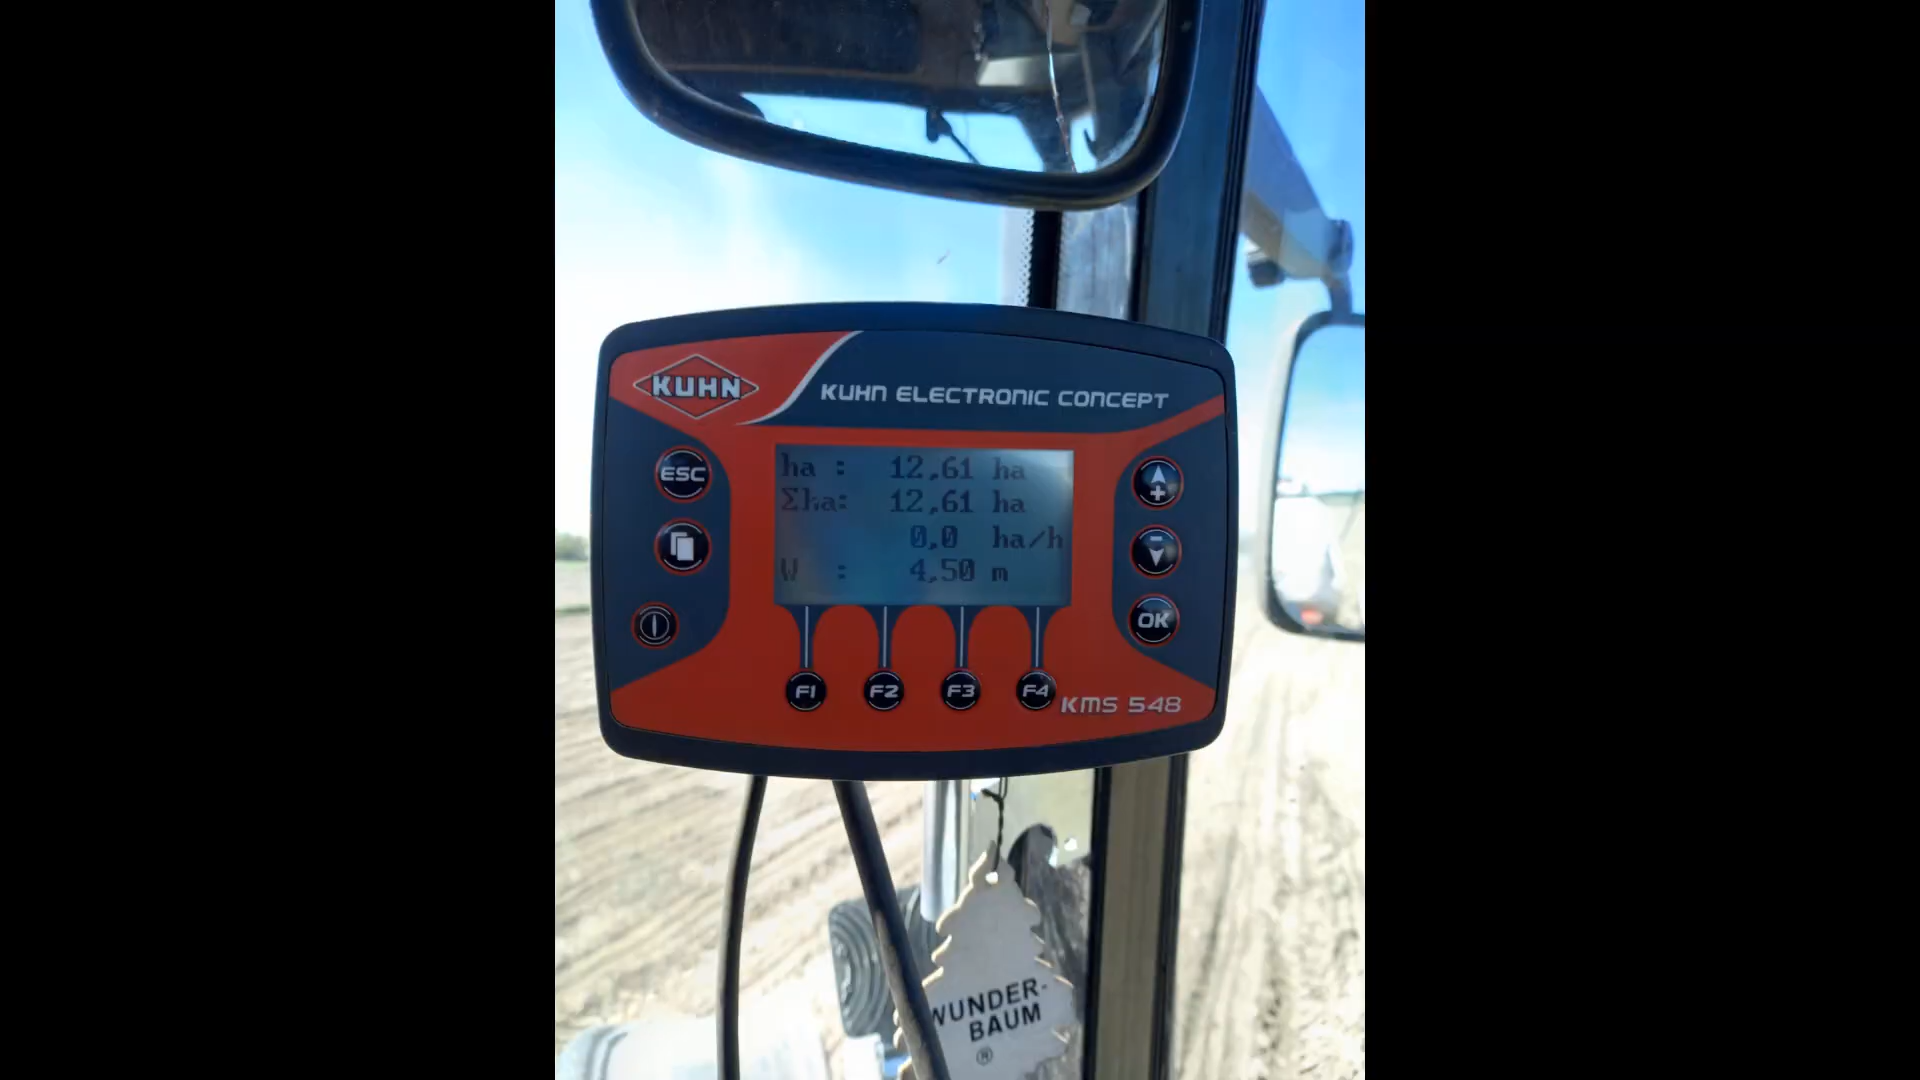 KUHN
KUHN ELECTRONIC CONCEPT
ESC
ha : 12,61 ha
Σha: 12,61 ha
0,0 ha/h
W : 4,50 m
+
-
OK
F1 F2 F3 F4
KMS 548
WUNDER-
BAUM
®